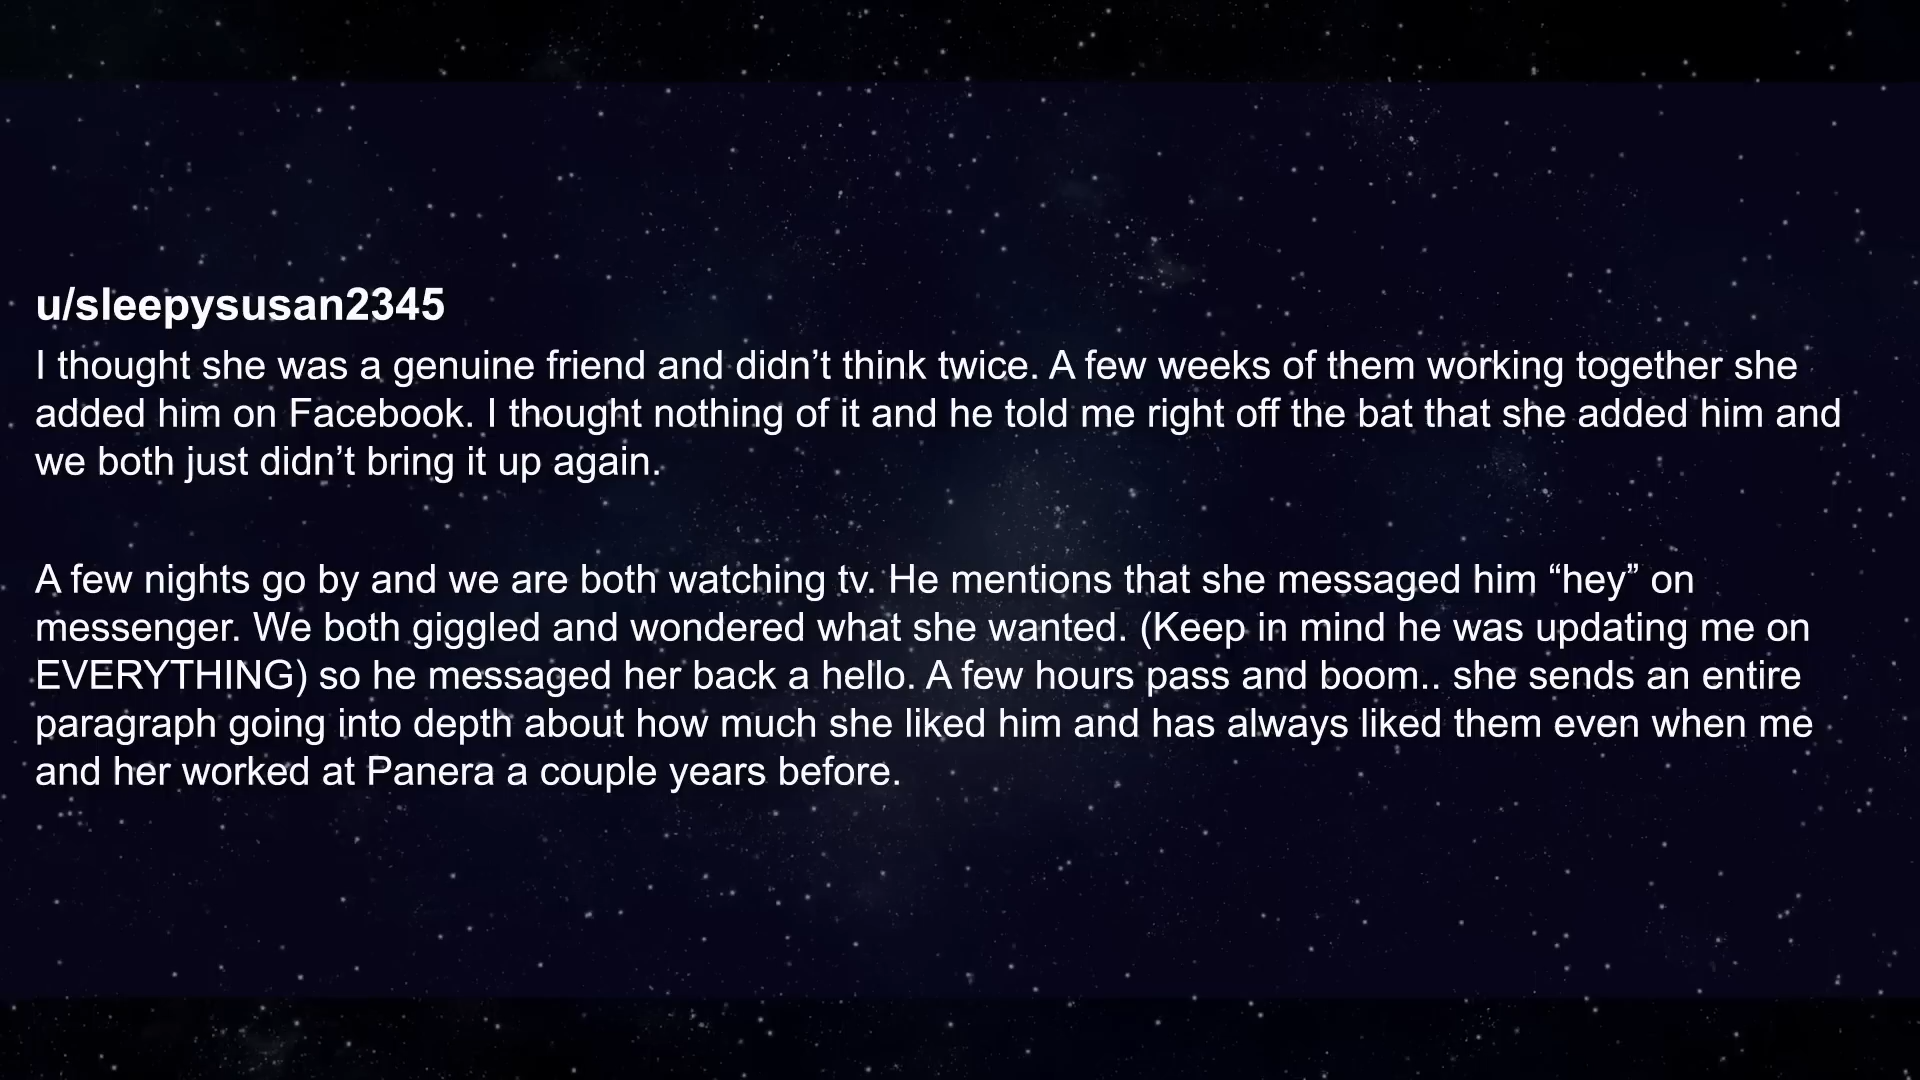 u/sleepysusan2345
I thought she was a genuine friend and didn’t think twice. A few weeks of them working together she
added him on Facebook. I thought nothing of it and he told me right off the bat that she added him and
we both just didn’t bring it up again.
A few nights go by and we are both watching tv. He mentions that she messaged him “hey” on
messenger. We both giggled and wondered what she wanted. (Keep in mind he was updating me on
EVERYTHING) so he messaged her back a hello. A few hours pass and boom.. she sends an entire
paragraph going into depth about how much she liked him and has always liked them even when me
and her worked at Panera a couple years before.